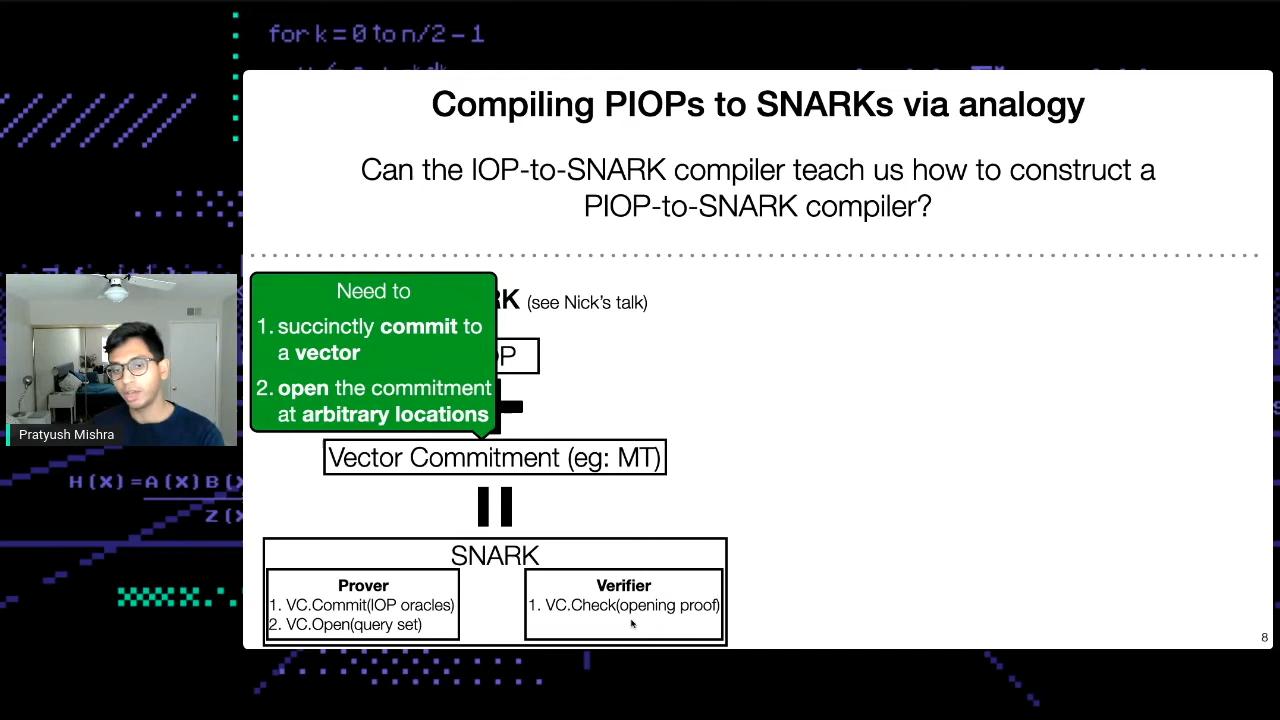 for k = 0 to n/2 - 1
Compiling PIOPs to SNARKs via analogy
Can the IOP-to-SNARK compiler teach us how to construct a
PIOP-to-SNARK compiler?
Need to
1. succinctly commit to
a vector
2. open the commitment
at arbitrary locations
RK (see Nick's talk)
OP
Vector Commitment (eg: MT)
SNARK
Prover
1. VC.Commit(IOP oracles)
2. VC.Open(query set)
Verifier
1. VC.Check(opening proof)
8
Pratyush Mishra
H(X) =A(X)B(X
Z(X